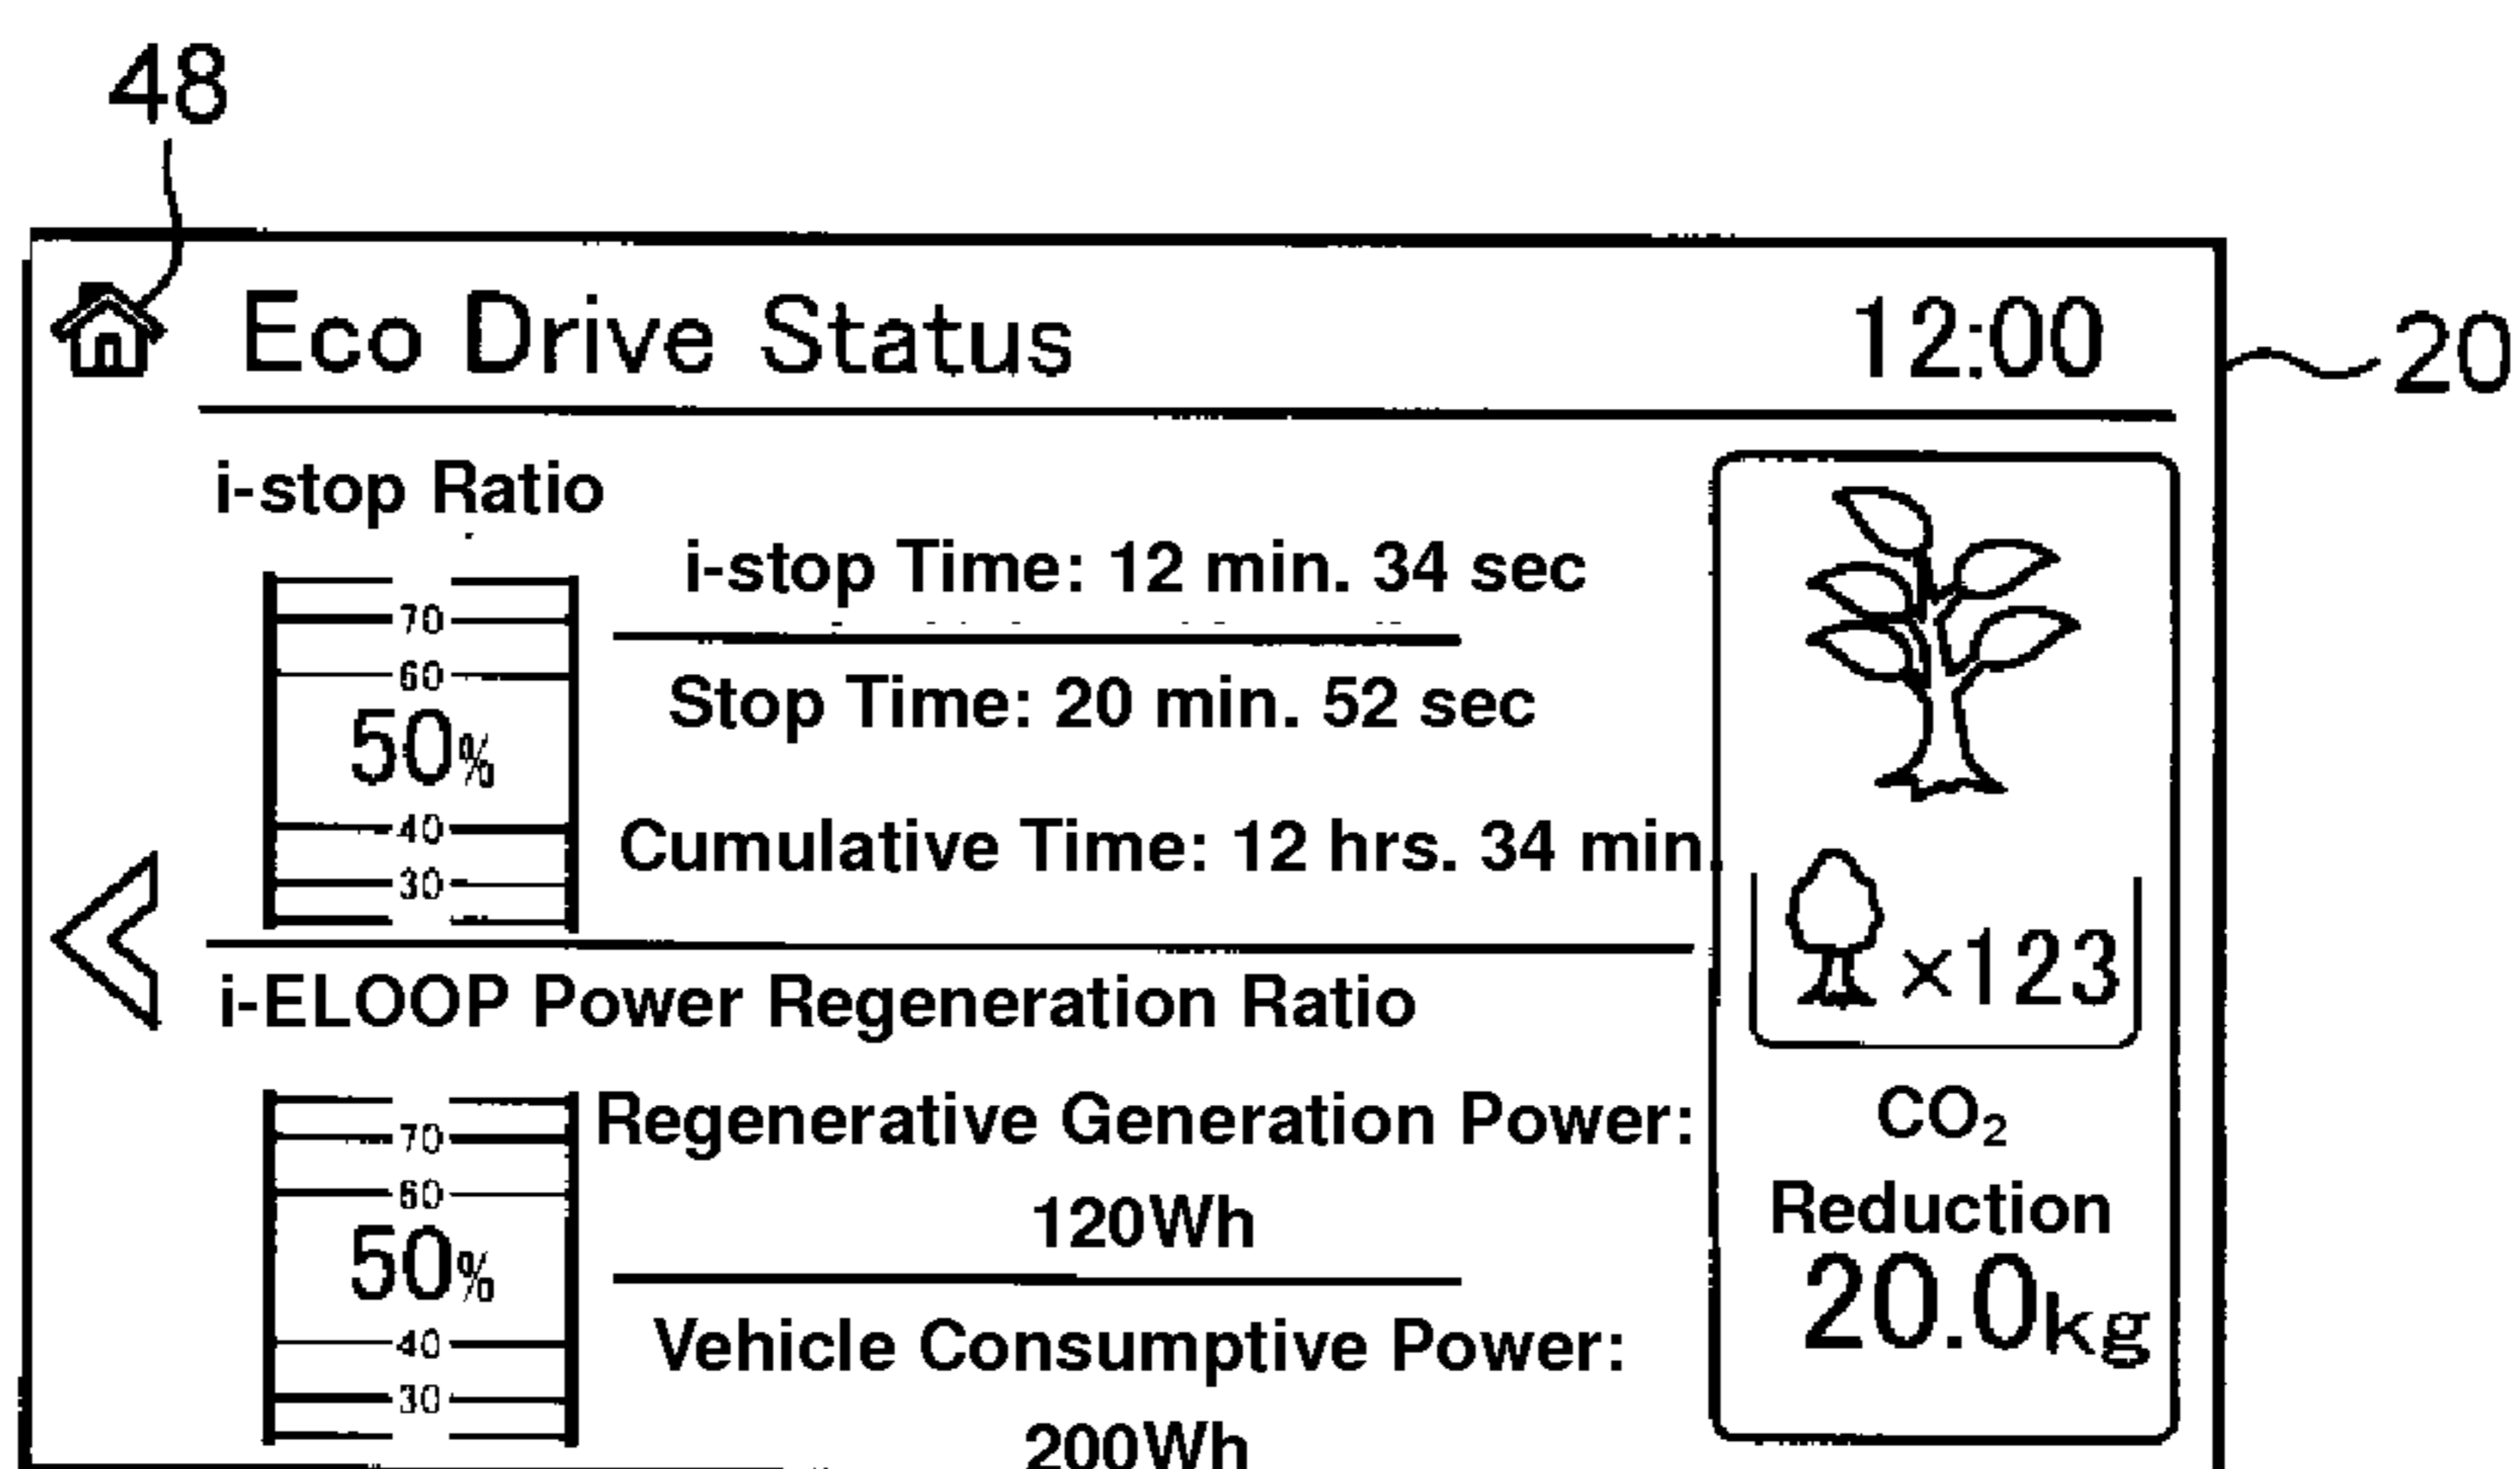 48
Eco Drive Status 12:00
20
i-stop Ratio
70
60
50%
40
30
i-stop Time: 12 min. 34 sec
Stop Time: 20 min. 52 sec
Cumulative Time: 12 hrs. 34 min.
i-ELOOP Power Regeneration Ratio
70
60
50%
40
30
Regenerative Generation Power:
120Wh
Vehicle Consumptive Power:
200Wh
×123
CO₂
Reduction
20.0kg